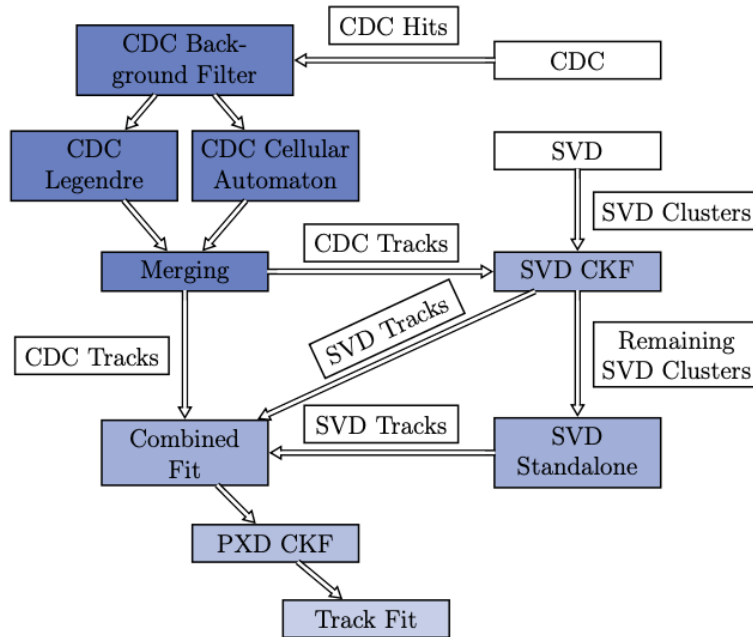 CDC Hits
CDC Back-
ground Filter
CDC
CDC
Legendre
CDC Cellular
Automaton
SVD
SVD Clusters
CDC Tracks
Merging
SVD CKF
SVD Tracks
CDC Tracks
Remaining
SVD Clusters
Combined
Fit
SVD Tracks
SVD
Standalone
PXD CKF
Track Fit